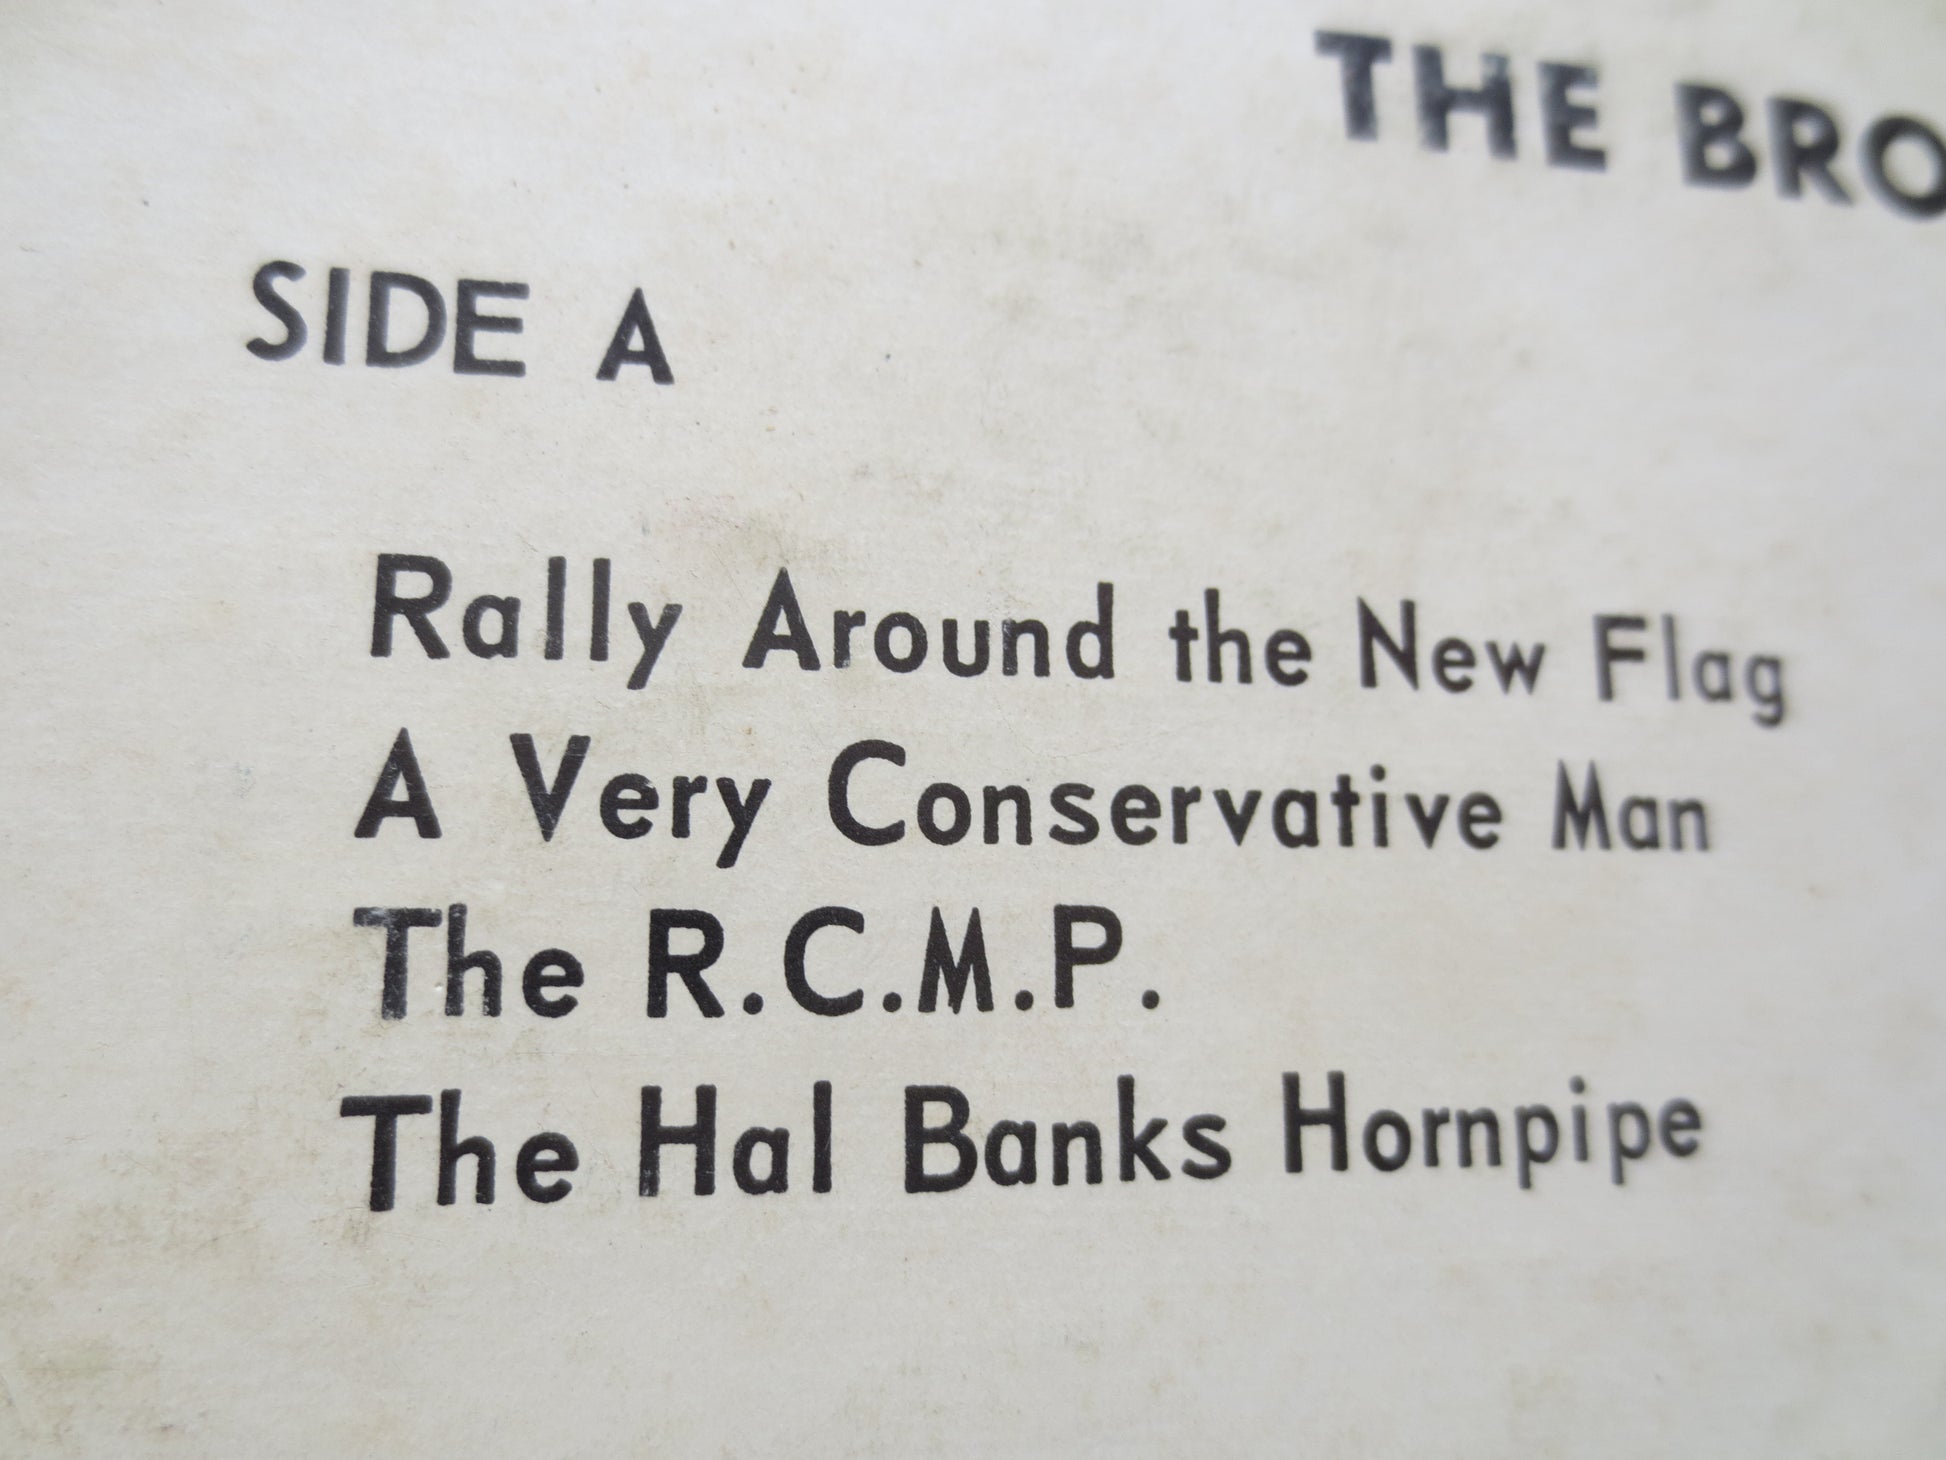 THE BRO
SIDE A
Rally Around the New Flag
A Very Conservative Man
The R.C.M.P.
The Hal Banks Hornpipe